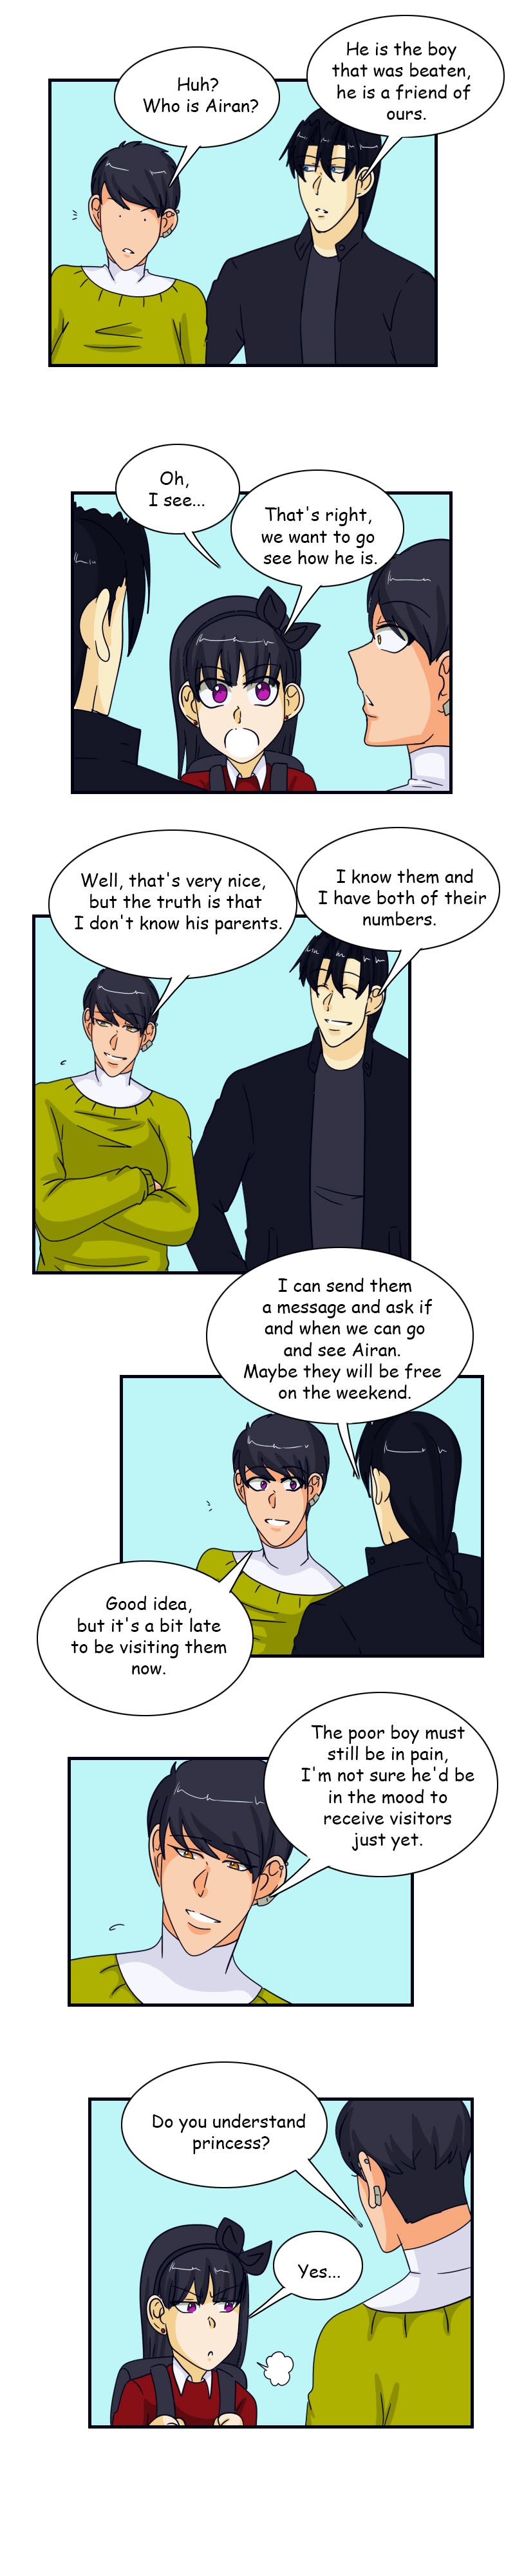 Huh?
Who is Airan?
He is the boy
that was beaten,
he is a friend of
ours.
Oh,
I see...
That's right,
we want to go
see how he is.
Well, that's very nice,
but the truth is that
I don't know his parents.
I know them and
I have both of their
numbers.
I can send them
a message and ask if
and when we can go
and see Airan.
Maybe they will be free
on the weekend.
Good idea,
but it's a bit late
to be visiting them
now.
The poor boy must
still be in pain,
I'm not sure he'd be
in the mood to
receive visitors
just yet.
Do you understand
princess?
Yes...